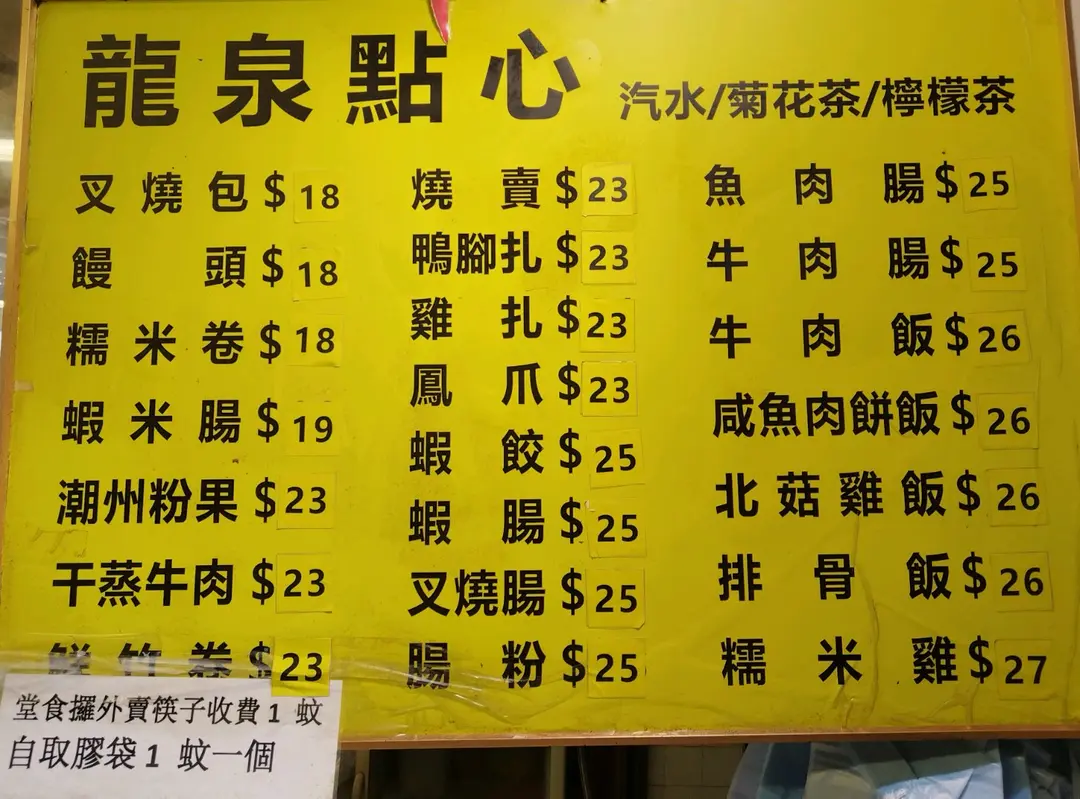 龍泉點心 汽水/菊花茶/檸檬茶
叉燒包$18
饅頭$18
糯米卷$18
蝦米腸$19
潮州粉果$23
干蒸牛肉$23
鮮竹卷$23
燒賣$23
鴨腳扎$23
雞扎$23
鳳爪$23
蝦餃$25
蝦腸$25
叉燒腸$25
腸粉$25
魚肉腸$25
牛肉腸$25
牛肉飯$26
咸魚肉餅飯$26
北菇雞飯$26
排骨飯$26
糯米雞$27
堂食攞外賣筷子收費1 蚊
自取膠袋1 蚊一個